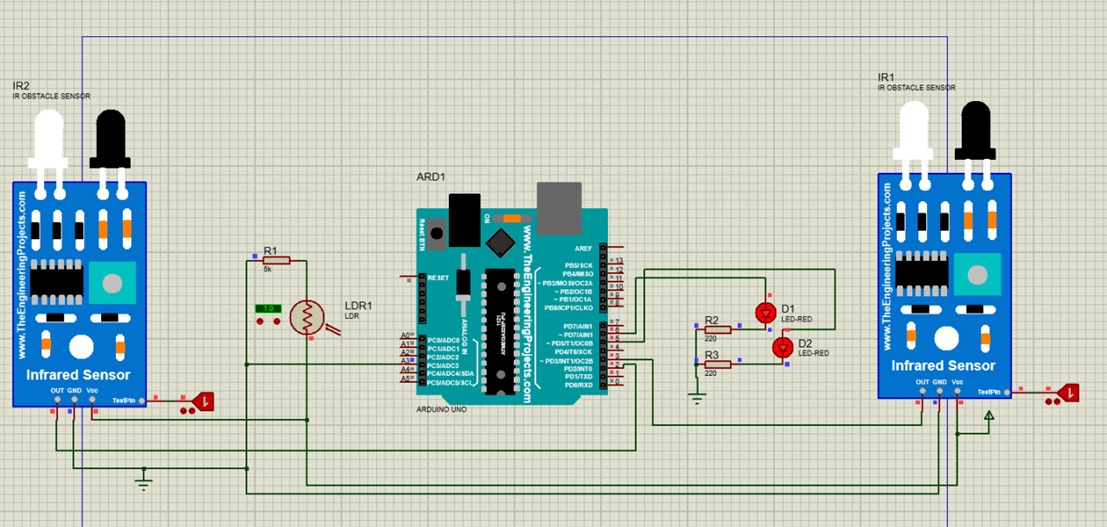 IR2
IR OBSTACLE SENSOR
www.TheEngineeringProjects.com
Infrared Sensor
OUT GND Vcc
TestPin
1
R1
5k
1.0
LDR1
LDR
ARD1
Reset BTN
ON
www.TheEngineeringProjects.com
ANALOG IN
RESET
A0 PC0/ADC0
A1 PC1/ADC1
A2 PC2/ADC2
A3 PC3/ADC3
A4 PC4/ADC4/SDA
A5 PC5/ADC5/SCL
AREF
PB5/SCK 13
PB4/MISO 12
~PB3/MOSI/OC2A 11
~PB2/OC1B 10
~PB1/OC1A 9
PB0/ICP1/CLKO 8
PD7/AIN1 7
~PD6/AIN1 6
~PD5/T1/OC0B 5
PD4/T0/XCK 4
~PD3/INT1/OC2B 3
PD2/INT0 2
PD1/TXD 1
PD0/RXD 0
ARDUINO UNO
D1
LED-RED
D2
LED-RED
R2
220
R3
220
IR1
IR OBSTACLE SENSOR
www.TheEngineeringProjects.com
Infrared Sensor
OUT GND Vcc
TestPin
1